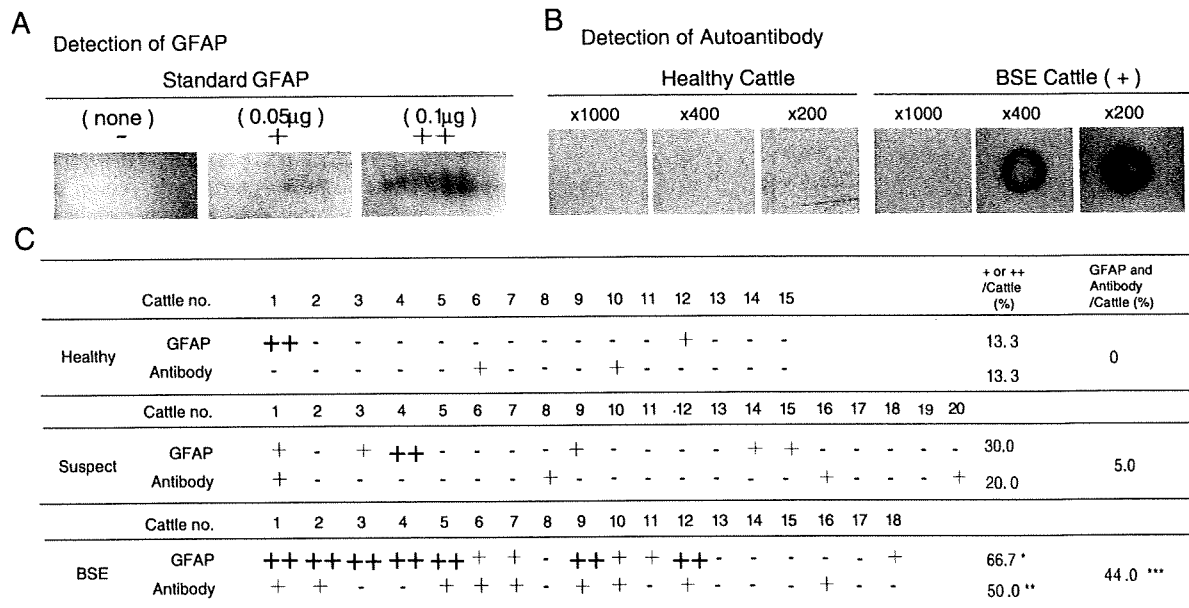 A
Detection of GFAP
Standard GFAP
( none ) ( 0.05µg ) ( 0.1µg )
- + ++
B
Detection of Autoantibody
Healthy Cattle BSE Cattle ( + )
x1000 x400 x200 x1000 x400 x200
C
Cattle no. 1 2 3 4 5 6 7 8 9 10 11 12 13 14 15
+ or ++
/Cattle
(%)
GFAP and
Antibody
/Cattle (%)
Healthy
GFAP ++ - - - - - - - - - - + - - - 13.3
Antibody - - - - - + - - - + - - - - - 13.3
0
Cattle no. 1 2 3 4 5 6 7 8 9 10 11 12 13 14 15 16 17 18 19 20
Suspect
GFAP + - + ++ - - - - + - - - - + + - - - - - 30.0
Antibody + - - - - - - + - - - - - - - + - - - + 20.0
5.0
Cattle no. 1 2 3 4 5 6 7 8 9 10 11 12 13 14 15 16 17 18
BSE
GFAP ++ ++ ++ ++ ++ + + - ++ + + ++ - - - - - + 66.7 *
Antibody + + - - + + + - + + - + - - - + - - 50.0 **
44.0 ***